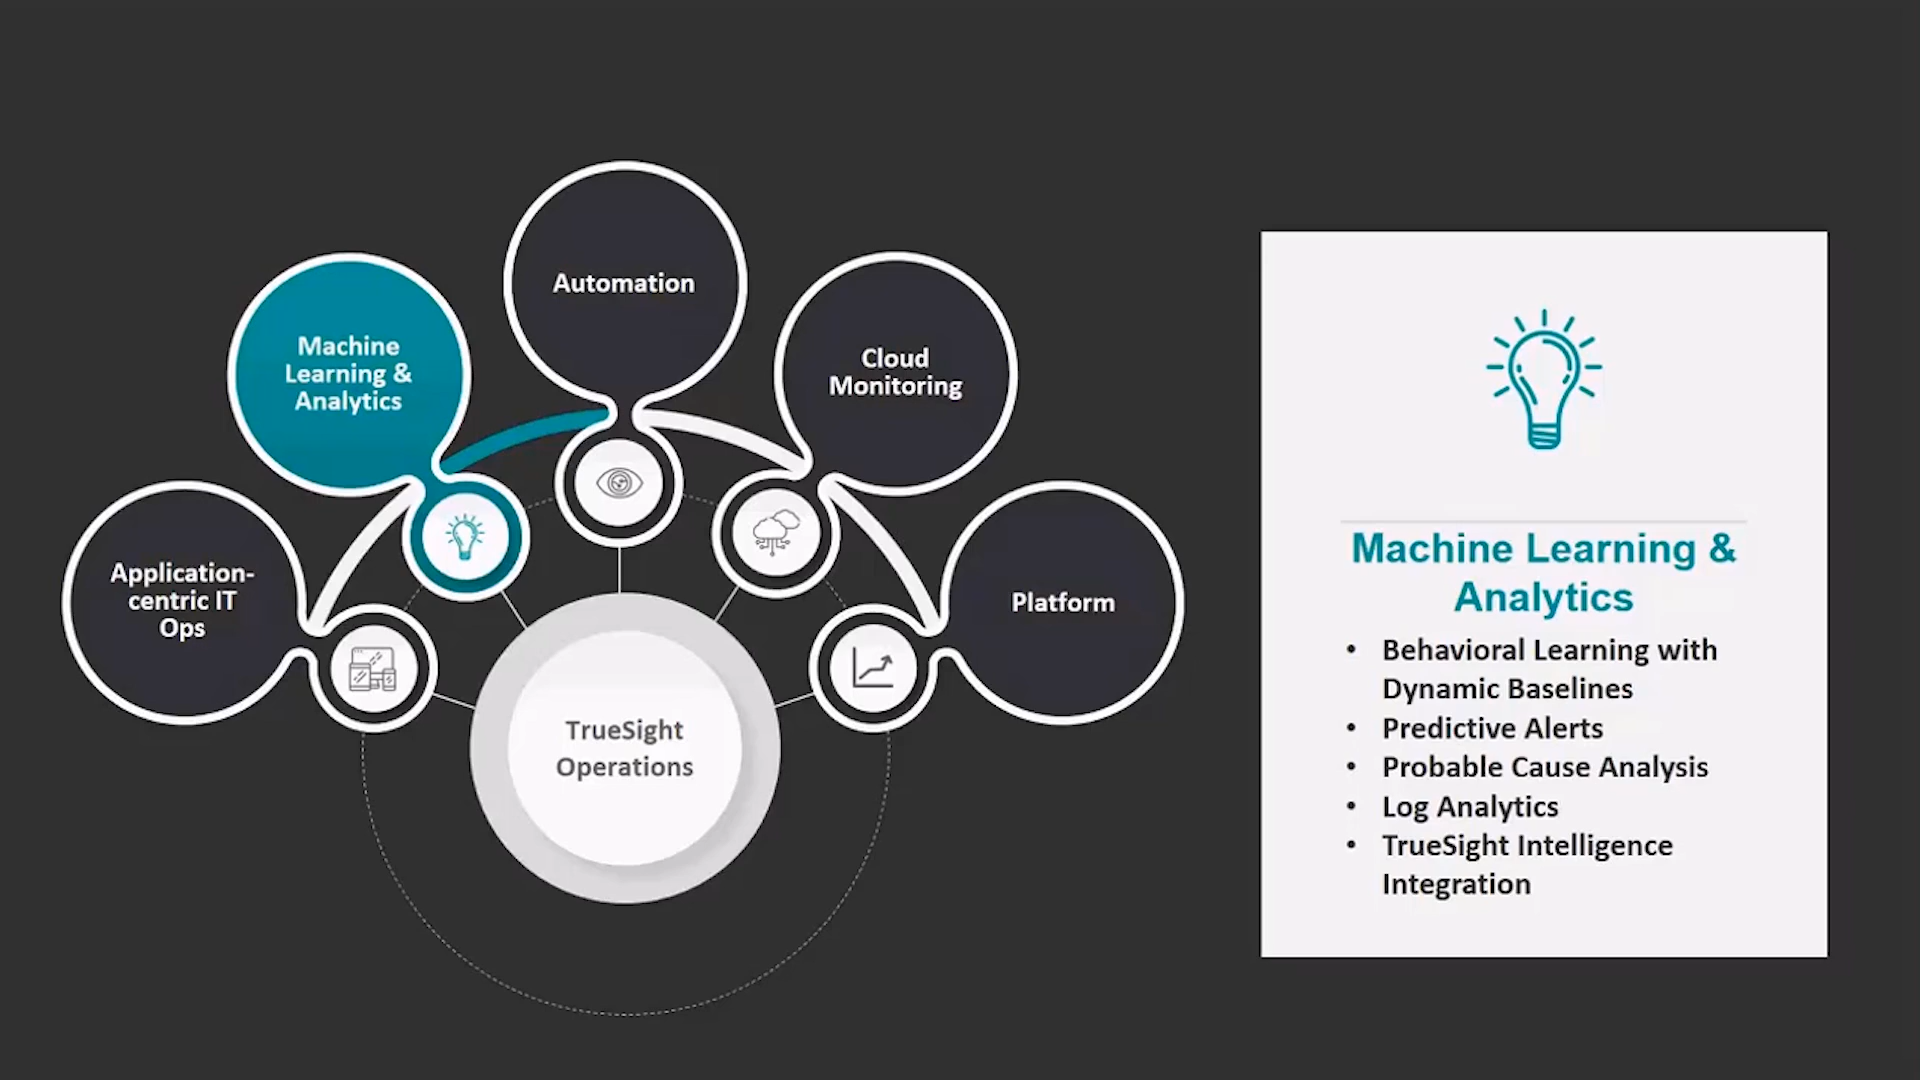 Automation
Machine
Learning &
Analytics
Cloud
Monitoring
Application-
centric IT
Ops
Platform
TrueSight
Operations
Machine Learning &
Analytics
• Behavioral Learning with
Dynamic Baselines
• Predictive Alerts
• Probable Cause Analysis
• Log Analytics
• TrueSight Intelligence
Integration